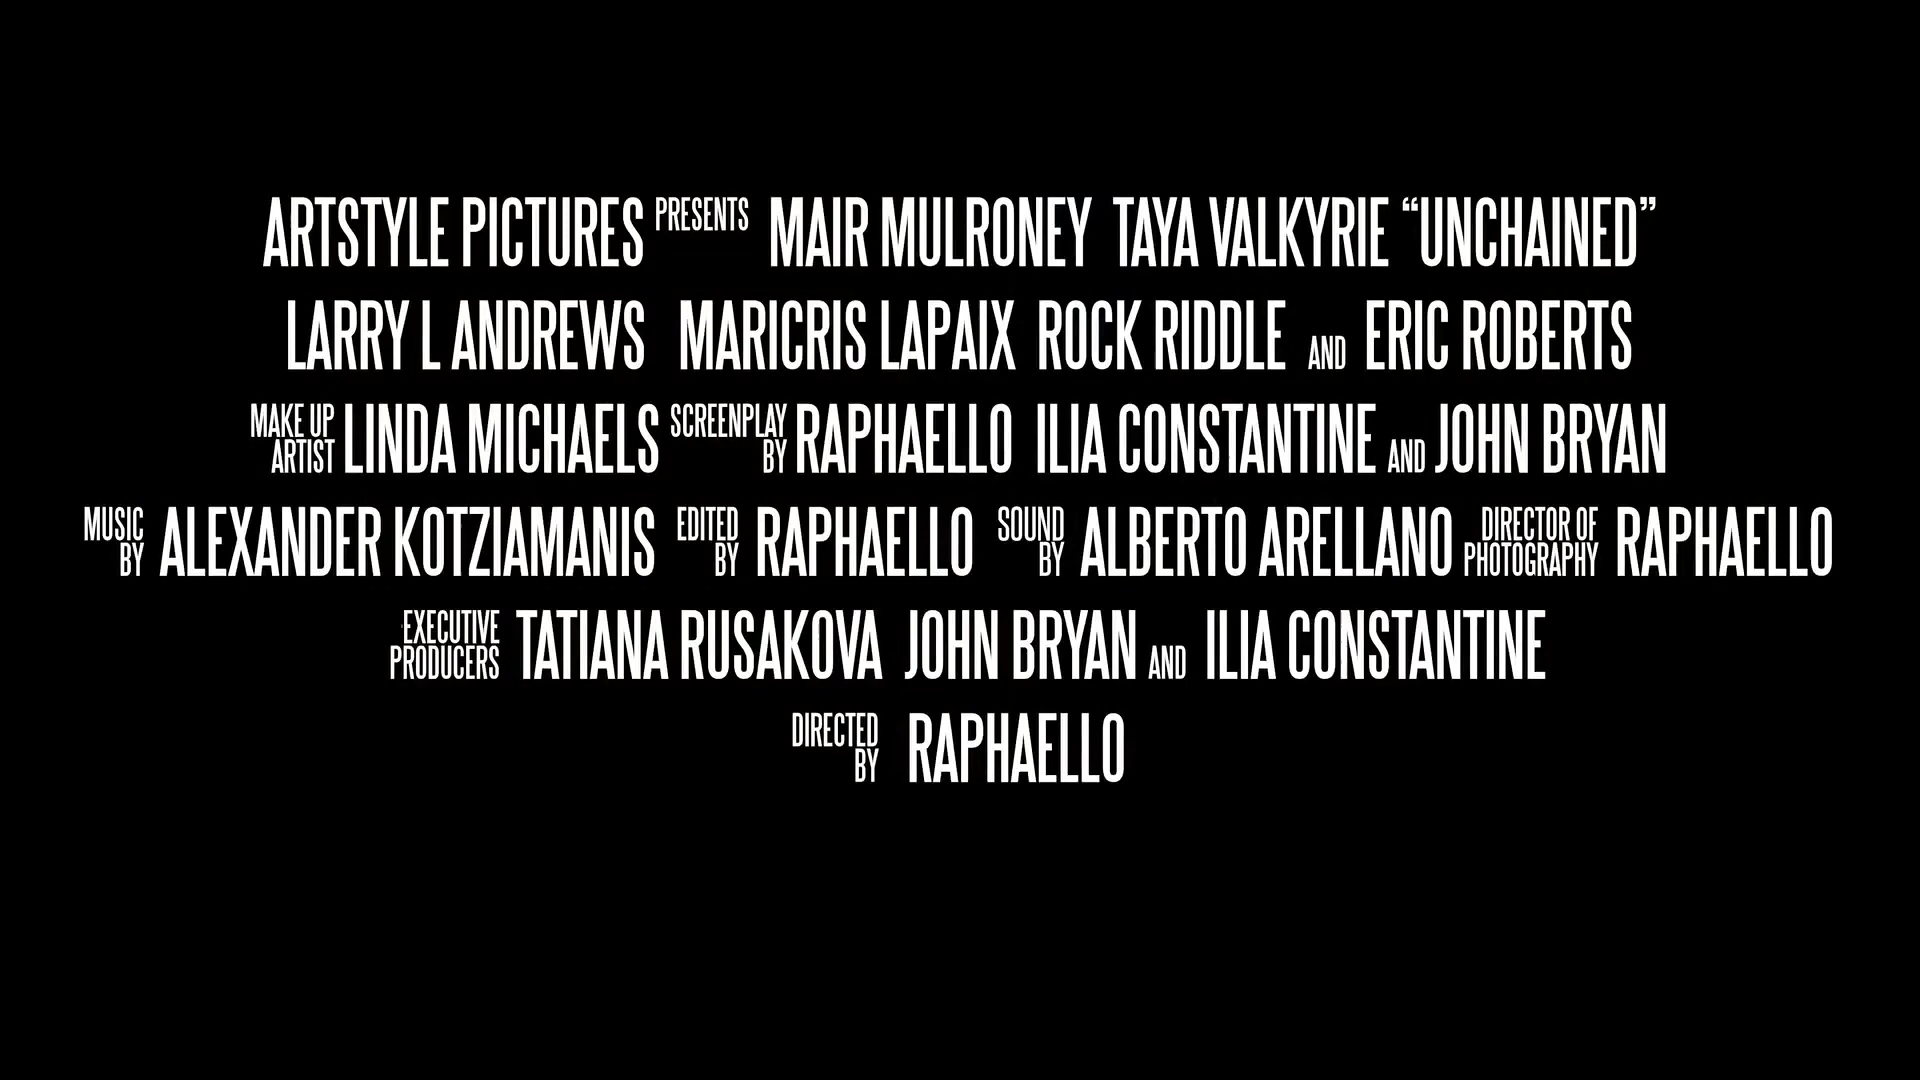 ARTSTYLE PICTURES PRESENTS MAIR MULRONEY TAYA VALKYRIE “UNCHAINED”
LARRY L ANDREWS MARICRIS LAPAIX ROCK RIDDLE AND ERIC ROBERTS
MAKE UP ARTIST LINDA MICHAELS SCREENPLAY BY RAPHAELLO ILIA CONSTANTINE AND JOHN BRYAN
MUSIC BY ALEXANDER KOTZIAMANIS EDITED BY RAPHAELLO SOUND BY ALBERTO ARELLANO DIRECTOR OF PHOTOGRAPHY RAPHAELLO
EXECUTIVE PRODUCERS TATIANA RUSAKOVA JOHN BRYAN AND ILIA CONSTANTINE
DIRECTED BY RAPHAELLO